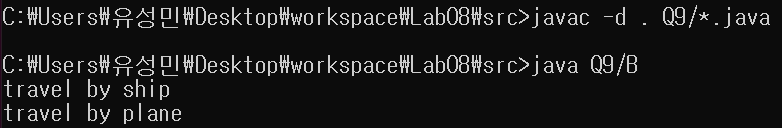 C:₩Users₩유성민₩Desktop₩workspace₩Lab08₩src>javac -d . Q9/*.java
C:₩Users₩유성민₩Desktop₩workspace₩Lab08₩src>java Q9/B
travel by ship
travel by plane